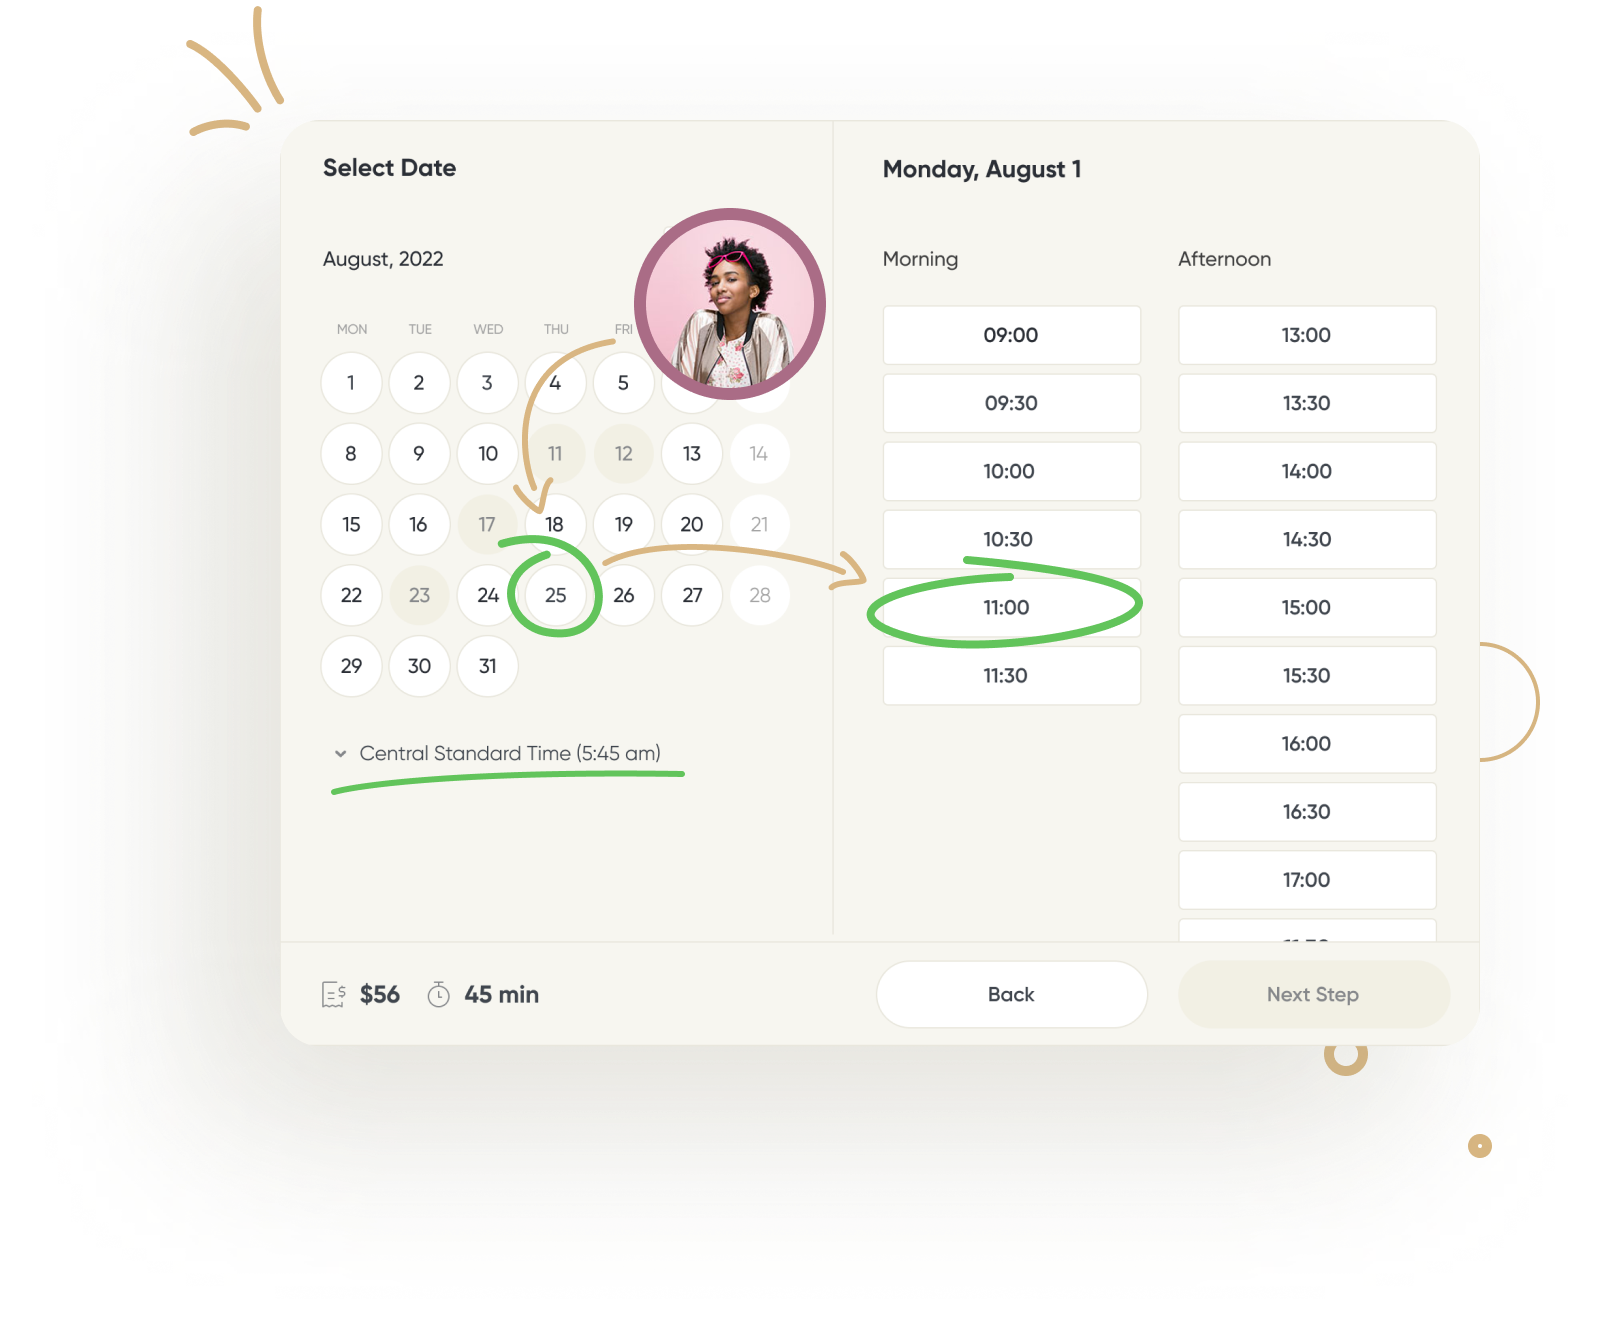 Select Date
August, 2022
MON TUE WED THU FRI
1 2 3 4 5
8 9 10 11 12 13 14
15 16 17 18 19 20 21
22 23 24 25 26 27 28
29 30 31
Central Standard Time (5:45 am)
Monday, August 1
Morning
09:00
09:30
10:00
10:30
11:00
11:30
Afternoon
13:00
13:30
14:00
14:30
15:00
15:30
16:00
16:30
17:00
$56 45 min
Back
Next Step